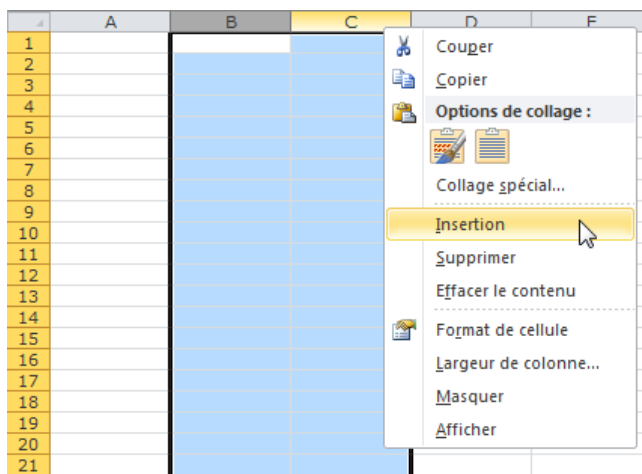 A B C D E
1
2
3
4
5
6
7
8
9
10
11
12
13
14
15
16
17
18
19
20
21
Couper
Copier
Options de collage :
Collage spécial...
Insertion
Supprimer
Effacer le contenu
Format de cellule
Largeur de colonne...
Masquer
Afficher